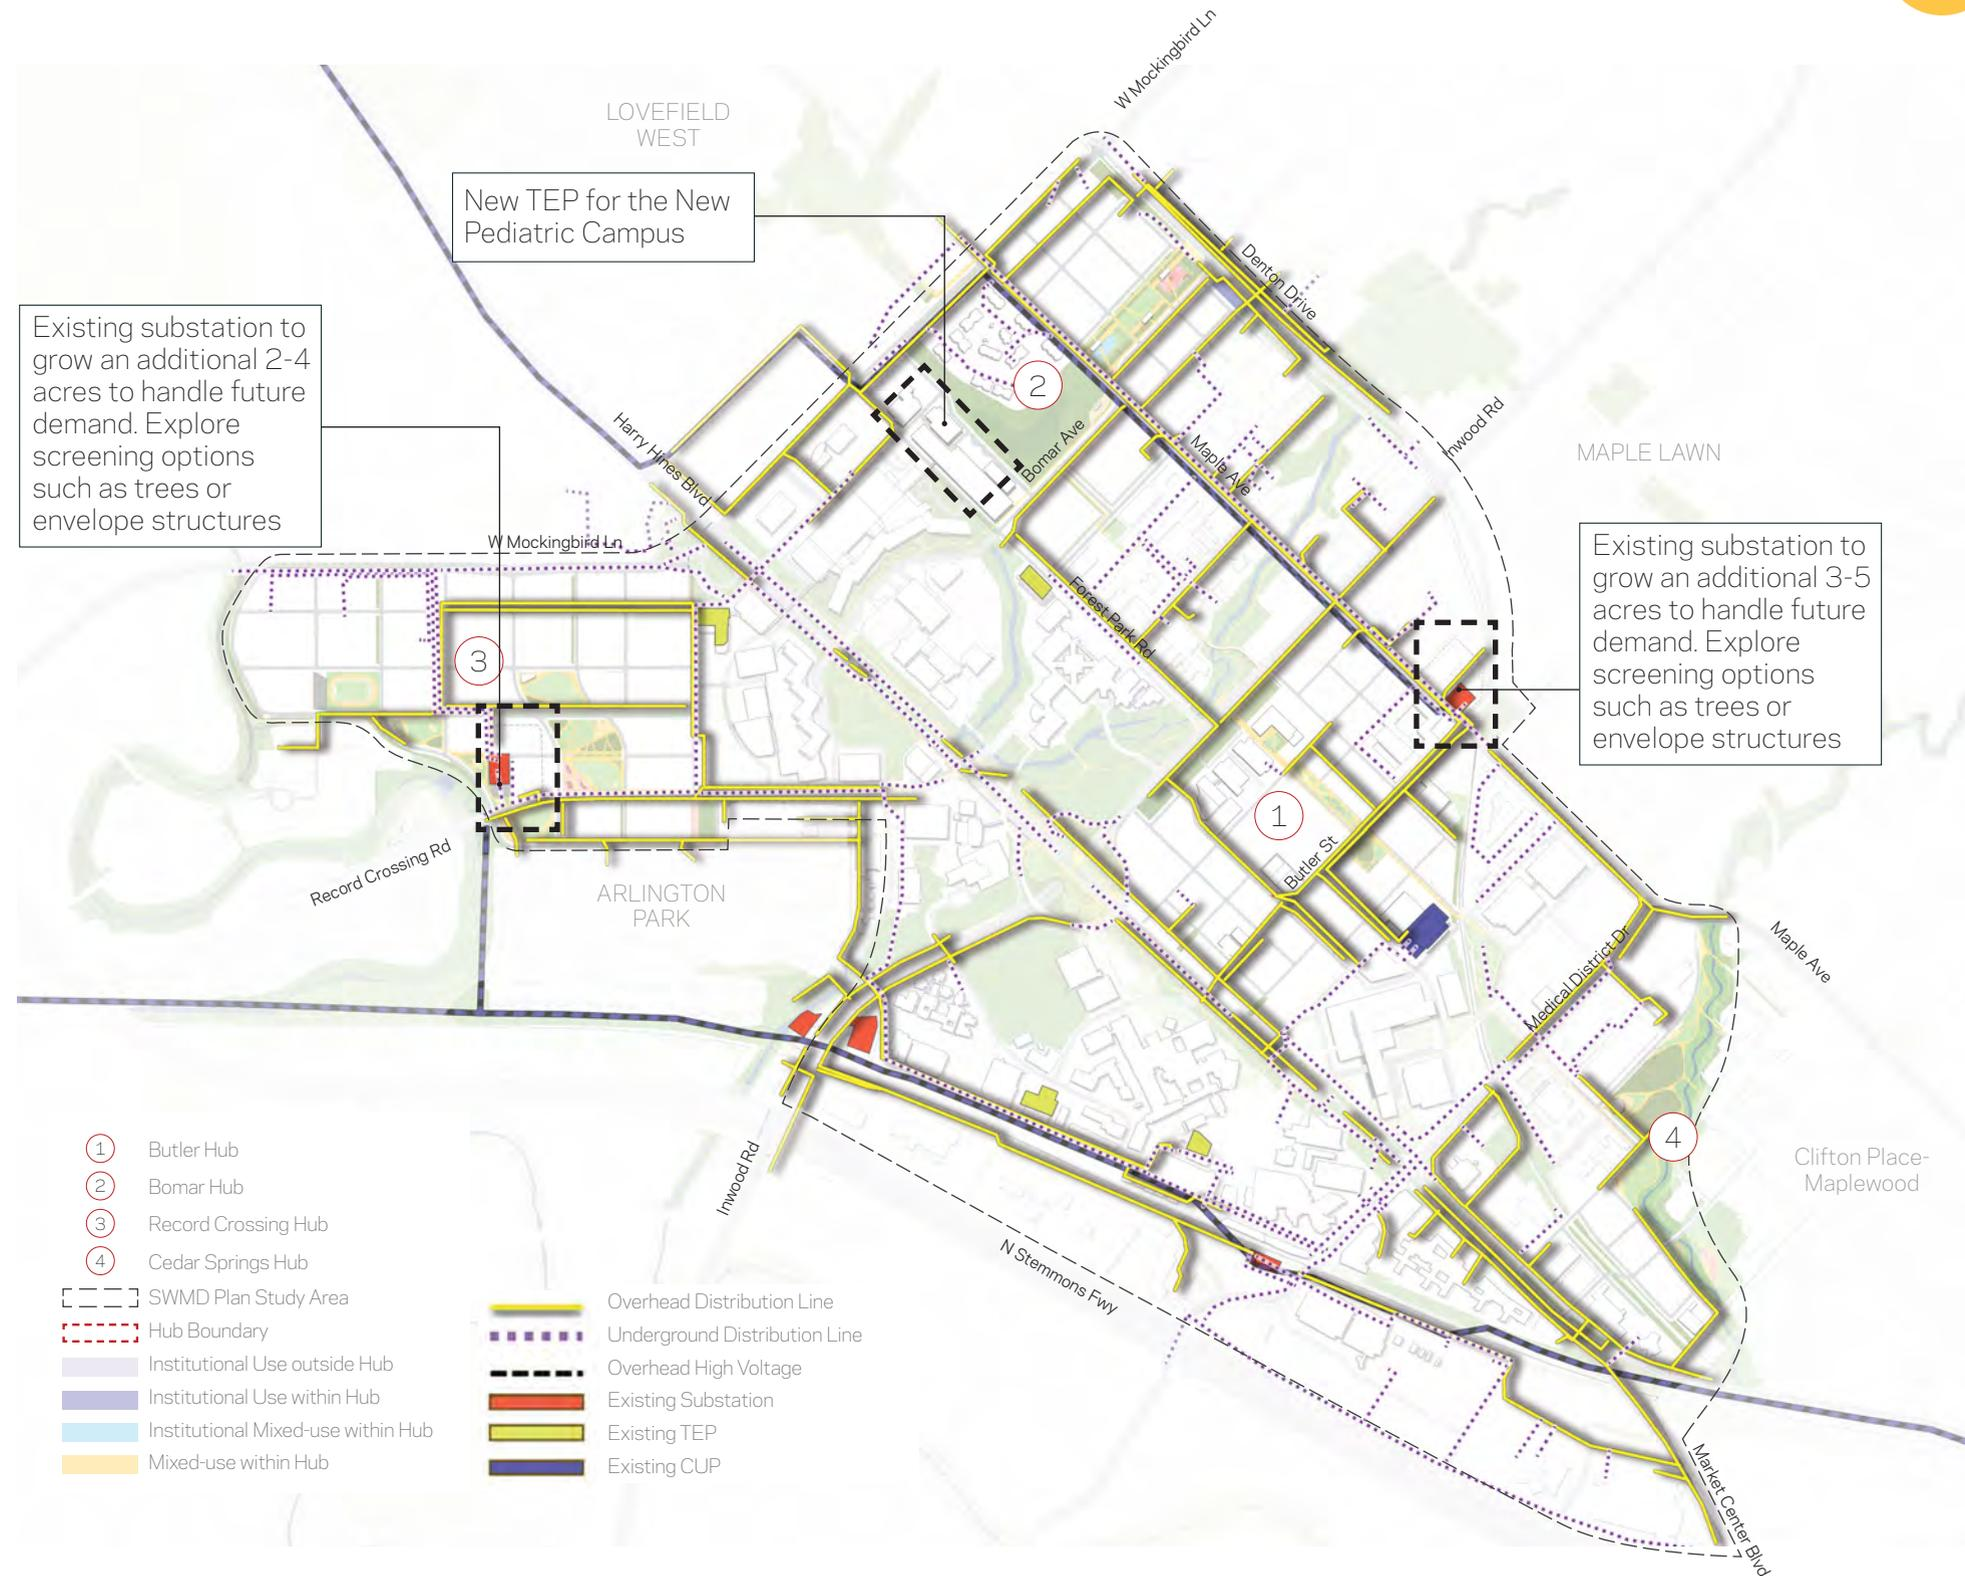 W Mockingbird Ln
LOVEFIELD
WEST
New TEP for the New
Pediatric Campus
Denton Drive
Existing substation to
grow an additional 2-4
acres to handle future
demand. Explore
screening options
such as trees or
envelope structures
2
Harry Hines Blvd
Bomar Ave
Maple Ave
Inwood Rd
MAPLE LAWN
W Mockingbird Ln
Existing substation to
grow an additional 3-5
acres to handle future
demand. Explore
screening options
such as trees or
envelope structures
Forest Park Rd
3
1
Butler St
Record Crossing Rd
ARLINGTON
PARK
Medical District Dr
Maple Ave
4
Clifton Place-
Maplewood
Inwood Rd
N Stemmons Fwy
Market Center Blvd
1 Butler Hub
2 Bomar Hub
3 Record Crossing Hub
4 Cedar Springs Hub
SWMD Plan Study Area
Hub Boundary
Institutional Use outside Hub
Institutional Use within Hub
Institutional Mixed-use within Hub
Mixed-use within Hub
Overhead Distribution Line
Underground Distribution Line
Overhead High Voltage
Existing Substation
Existing TEP
Existing CUP